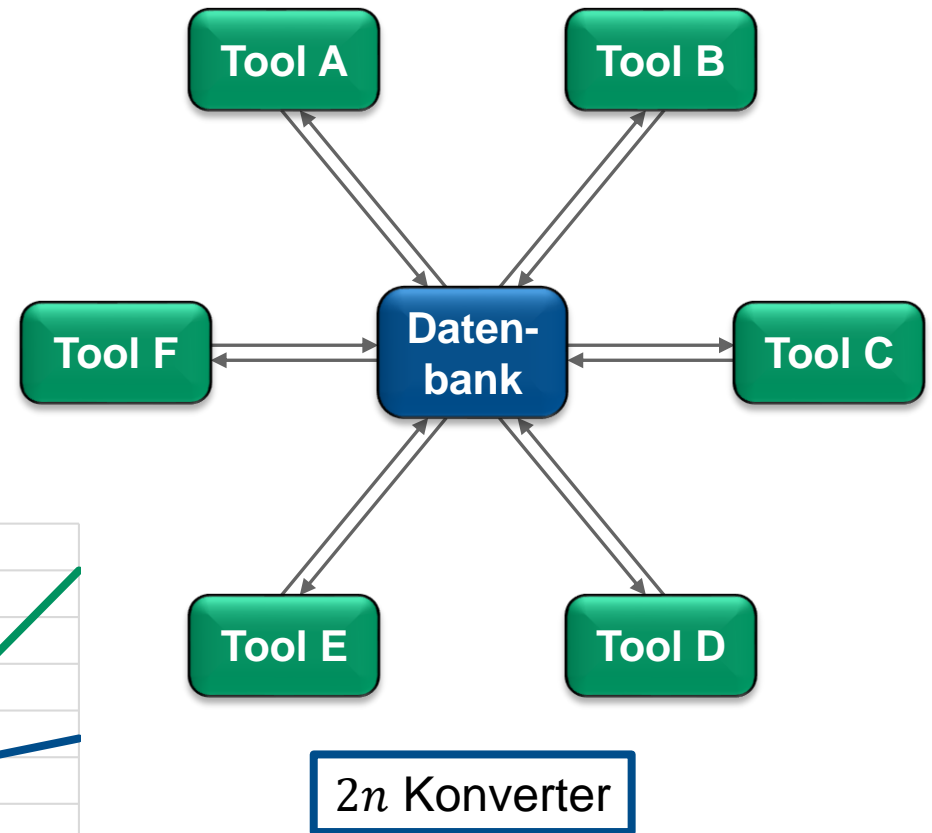 Tool A
Tool B
Tool F
Daten-
bank
Tool C
Tool E
Tool D
2n Konverter